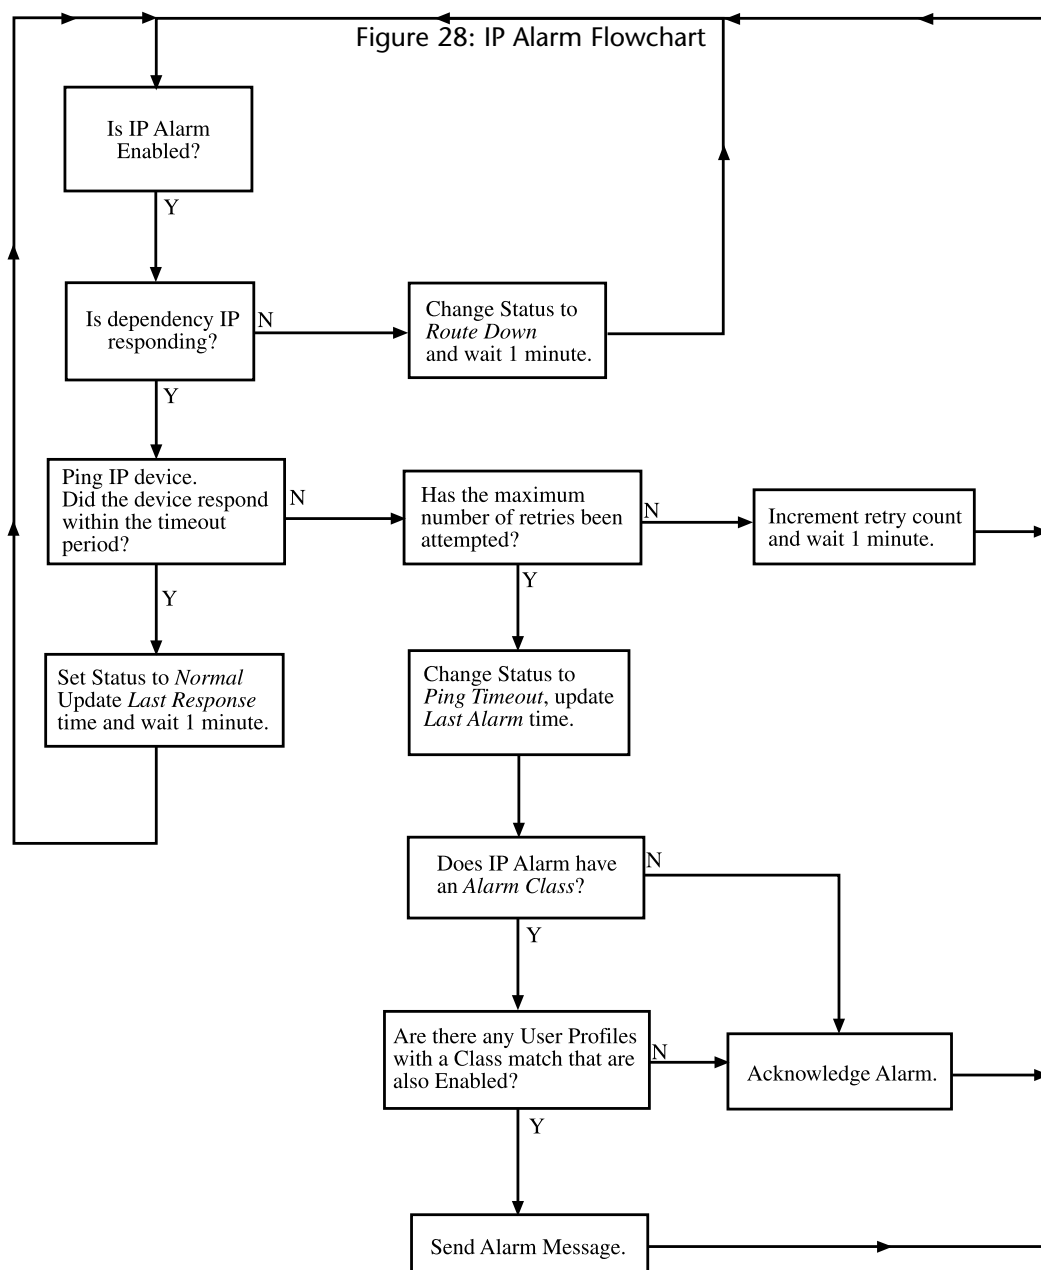 Figure 28: IP Alarm Flowchart
Is IP Alarm
Enabled?
Y
Is dependency IP
responding?
N
Change Status to
Route Down
and wait 1 minute.
Y
Ping IP device.
Did the device respond
within the timeout
period?
N
Has the maximum
number of retries been
attempted?
N
Increment retry count
and wait 1 minute.
Y
Y
Set Status to Normal
Update Last Response
time and wait 1 minute.
Change Status to
Ping Timeout, update
Last Alarm time.
Does IP Alarm have
an Alarm Class?
N
Y
Are there any User Profiles
with a Class match that are
also Enabled?
N
Acknowledge Alarm.
Y
Send Alarm Message.